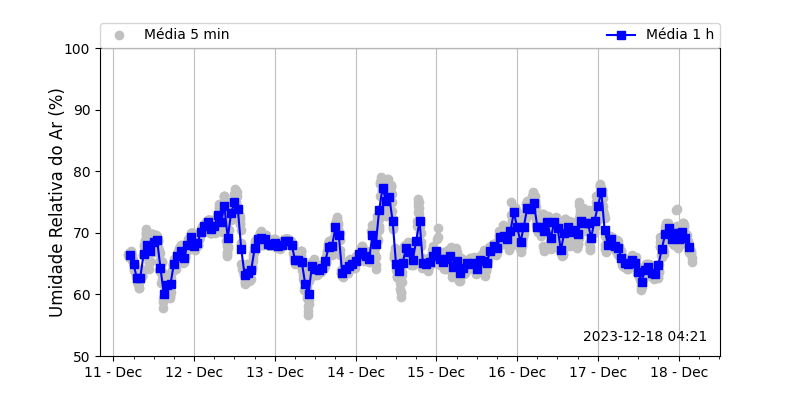 Média 5 min
Média 1 h
Umidade Relativa do Ar (%)
100
90
80
70
60
50
2023-12-18 04:21
11 - Dec
12 - Dec
13 - Dec
14 - Dec
15 - Dec
16 - Dec
17 - Dec
18 - Dec